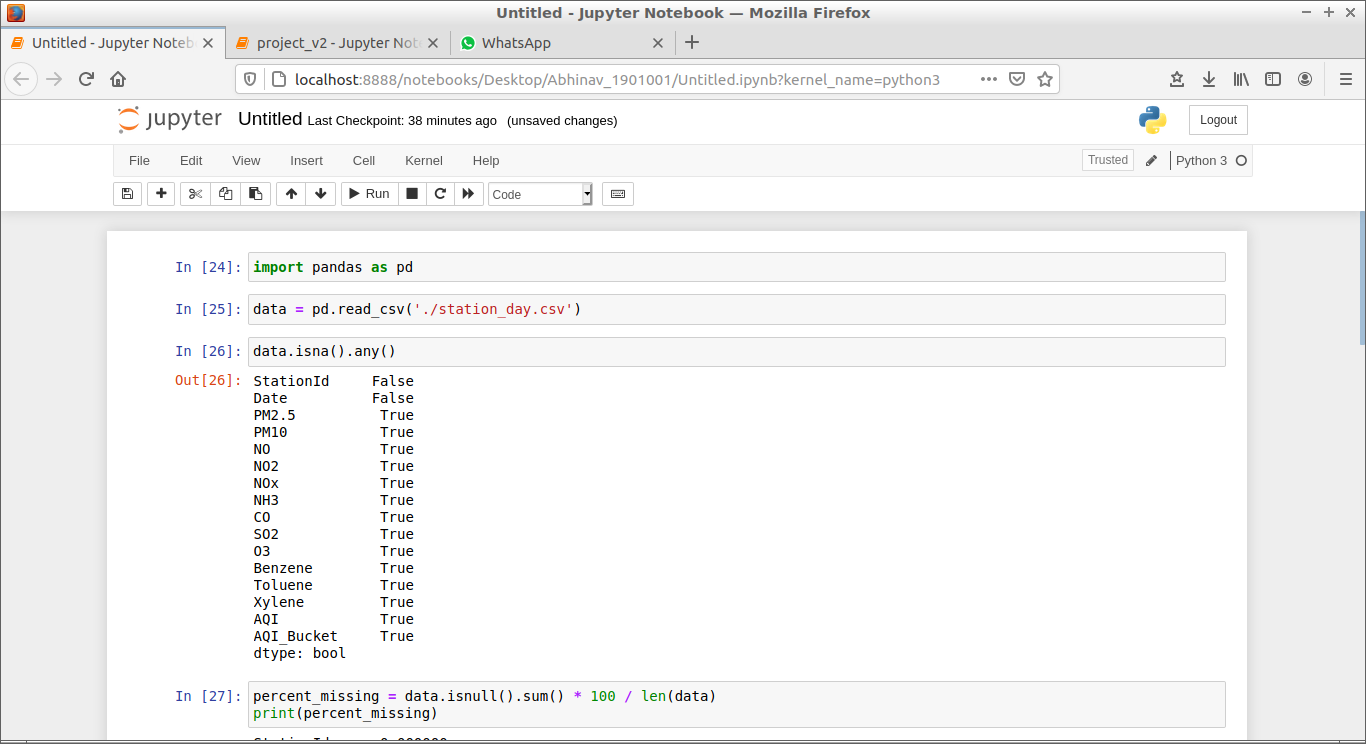 Untitled - Jupyter Notebook — Mozilla Firefox
Untitled - Jupyter Noteb
project_v2 - Jupyter Not
WhatsApp
localhost:8888/notebooks/Desktop/Abhinav_1901001/Untitled.ipynb?kernel_name=python3
jupyter Untitled Last Checkpoint: 38 minutes ago (unsaved changes)
Logout
File Edit View Insert Cell Kernel Help
Trusted Python 3
Run Code
In [24]: import pandas as pd
In [25]: data = pd.read_csv('./station_day.csv')
In [26]: data.isna().any()
Out[26]: StationId False
Date False
PM2.5 True
PM10 True
NO True
NO2 True
NOx True
NH3 True
CO True
SO2 True
O3 True
Benzene True
Toluene True
Xylene True
AQI True
AQI_Bucket True
dtype: bool
In [27]: percent_missing = data.isnull().sum() * 100 / len(data)
print(percent_missing)